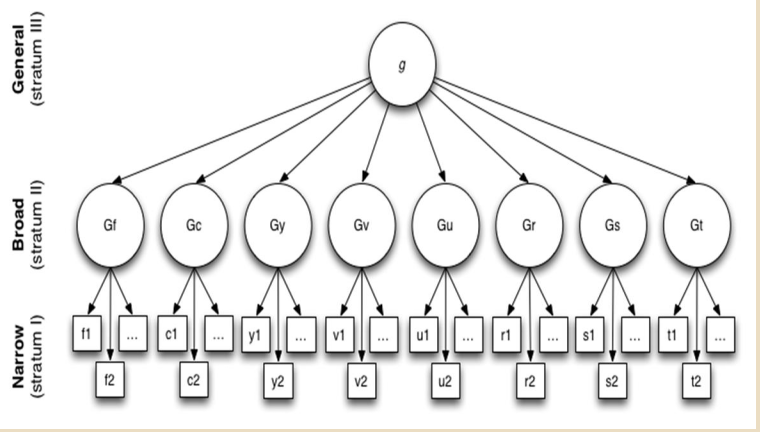 General
(stratum III)
g
Broad
(stratum II)
Gf Gc Gy Gv Gu Gr Gs Gt
Narrow
(stratum I)
f1 ... c1 ... y1 ... v1 ... u1 ... r1 ... s1 ... t1 ...
f2 c2 y2 v2 u2 r2 s2 t2